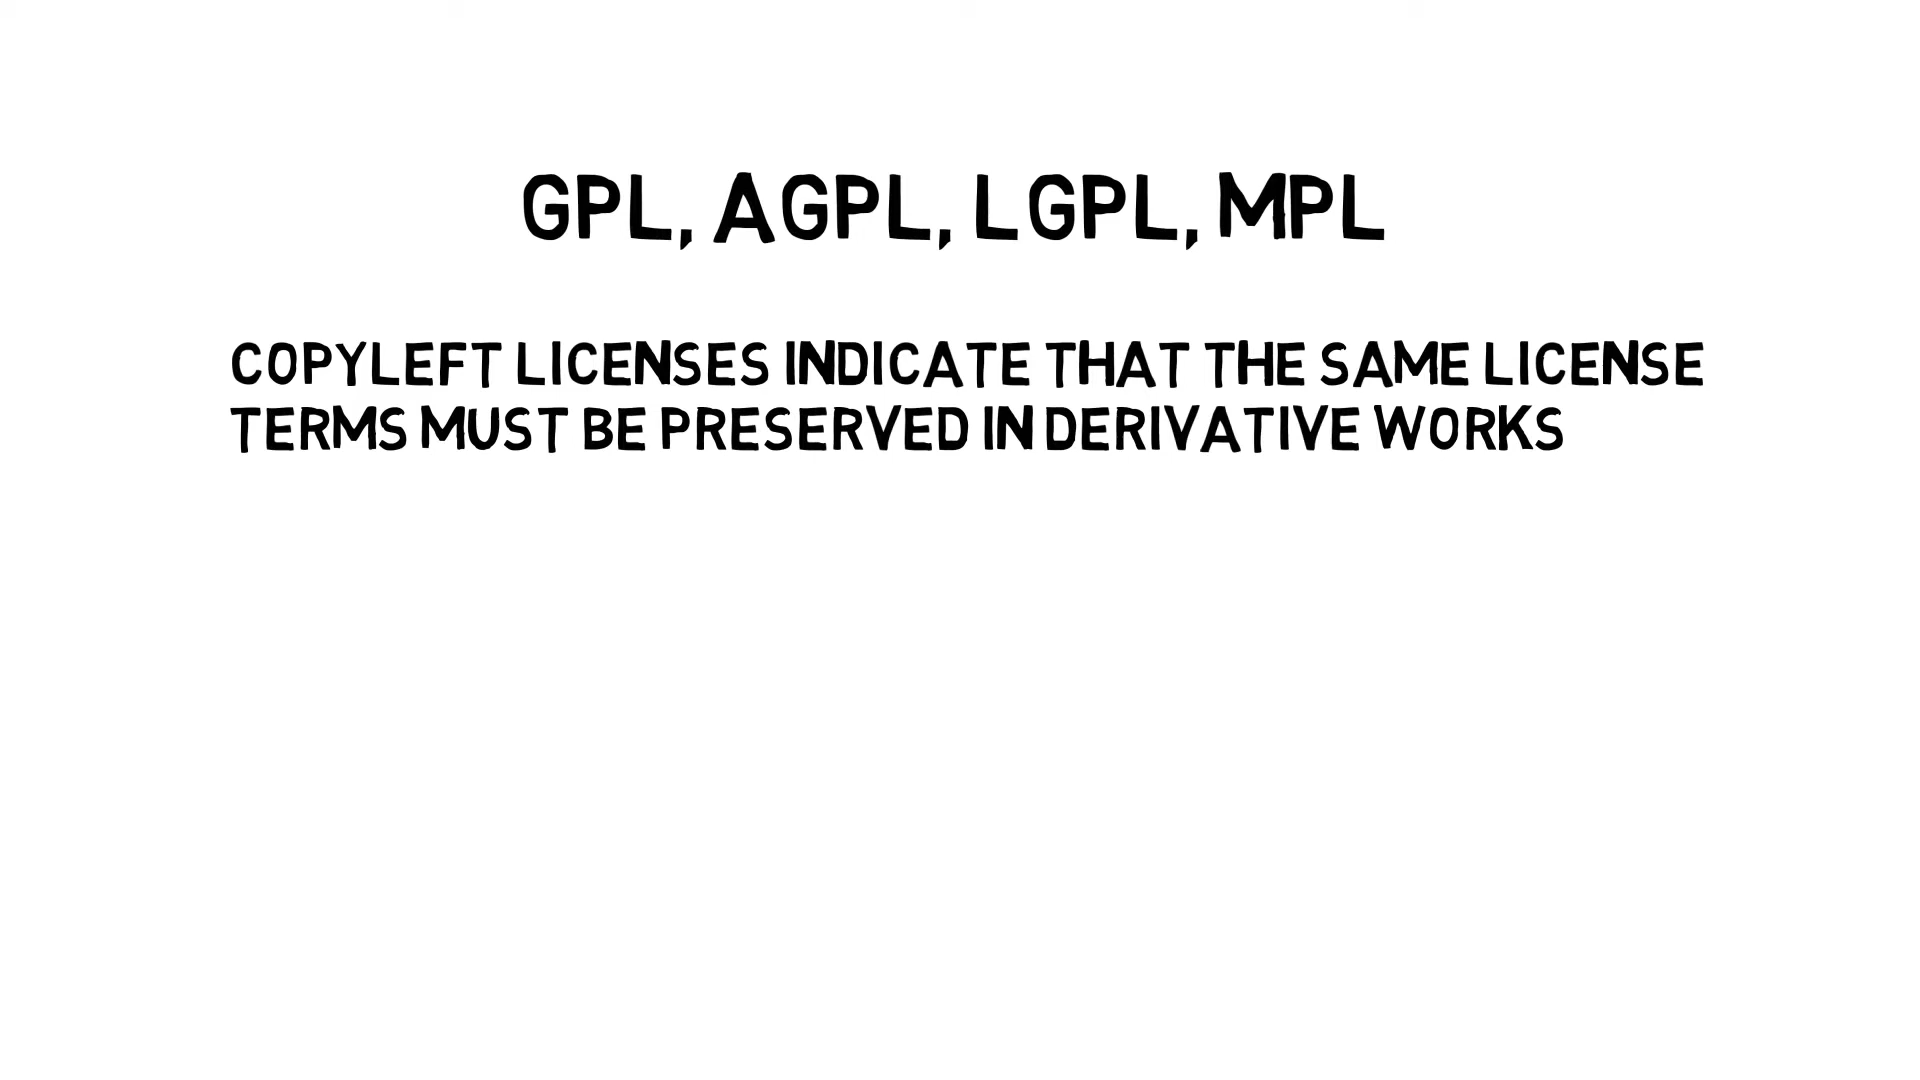 GPL, AGPL, LGPL, MPL
COPYLEFT LICENSES INDICATE THAT THE SAME LICENSE
TERMS MUST BE PRESERVED IN DERIVATIVE WORKS